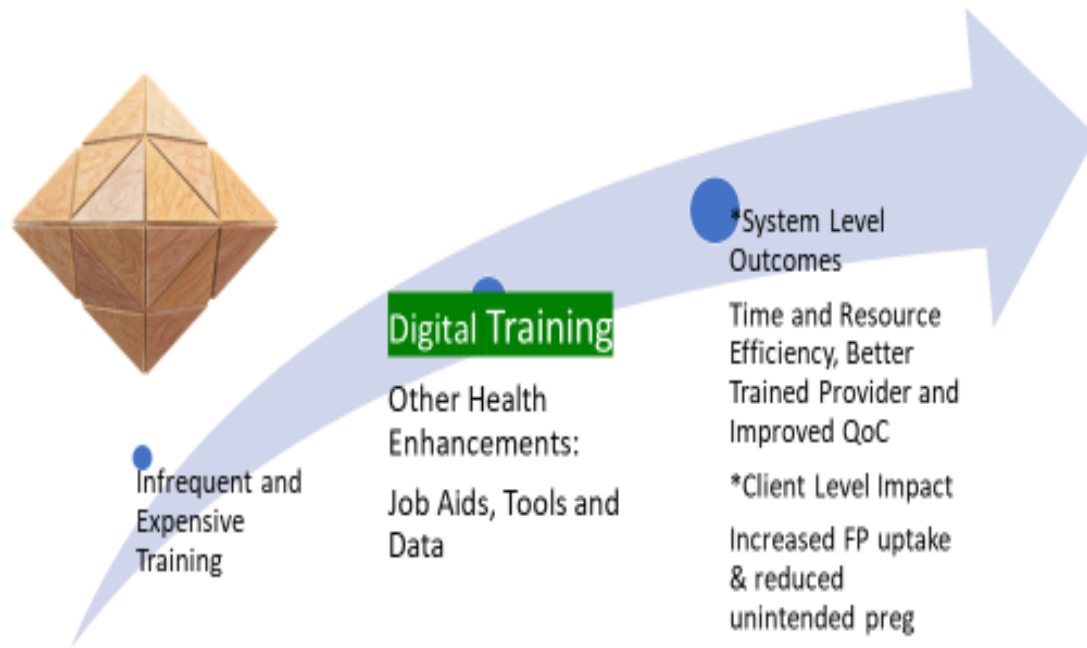 Infrequent and
Expensive
Training
Digital Training
Other Health
Enhancements:
Job Aids, Tools and
Data
*System Level
Outcomes
Time and Resource
Efficiency, Better
Trained Provider and
Improved QoC
*Client Level Impact
Increased FP uptake
& reduced
unintended preg